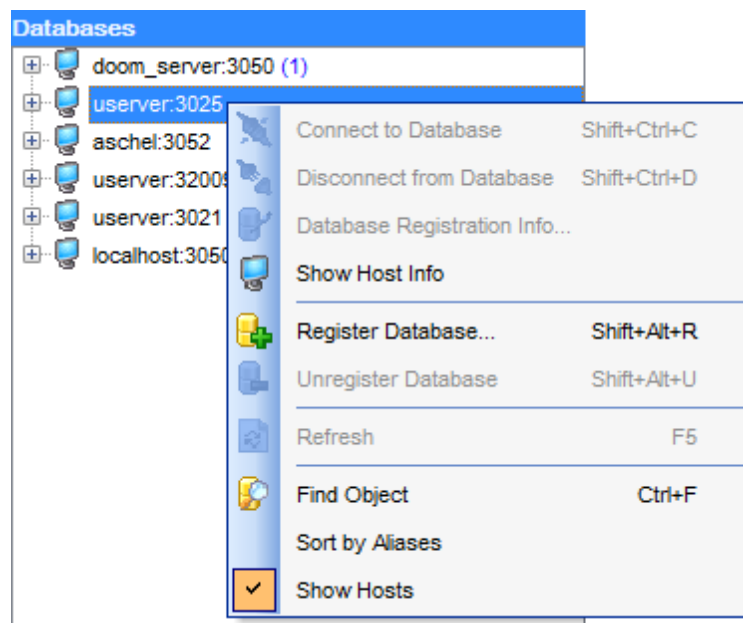 Databases
doom_server:3050 (1)
userver:3025
aschel:3052
userver:32005
userver:3021
localhost:3050
Connect to Database Shift+Ctrl+C
Disconnect from Database Shift+Ctrl+D
Database Registration Info...
Show Host Info
Register Database... Shift+Alt+R
Unregister Database Shift+Alt+U
Refresh F5
Find Object Ctrl+F
Sort by Aliases
Show Hosts